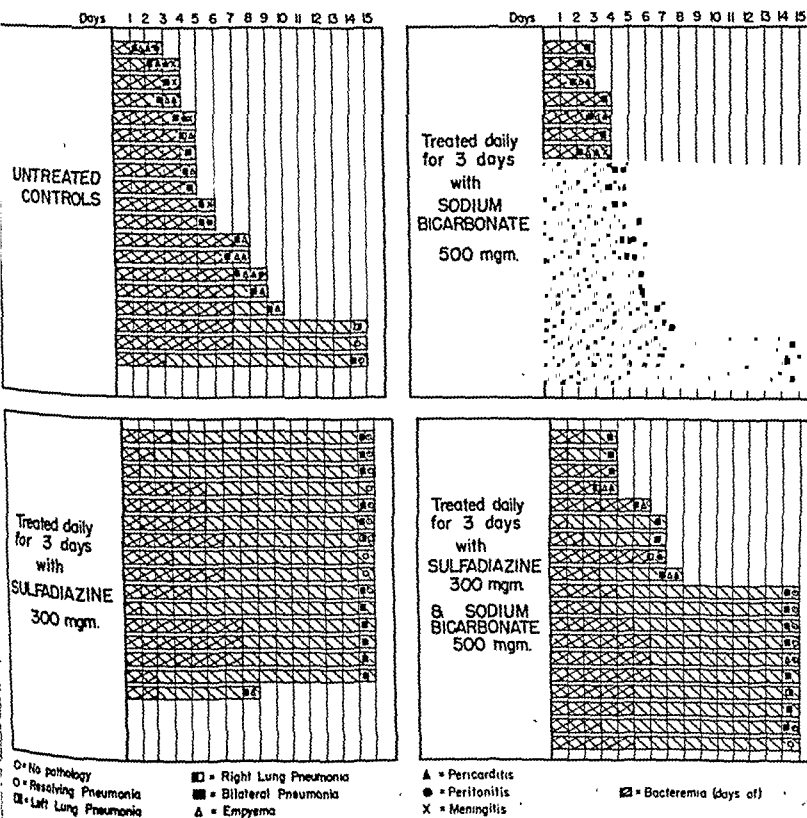 Days 1 2 3 4 5 6 7 8 9 10 11 12 13 14 15
Days 1 2 3 4 5 6 7 8 9 10 11 12 13 14 15
UNTREATED
CONTROLS
Treated daily
for 3 days
with
SODIUM
BICARBONATE
500 mgm.
Treated daily
for 3 days
with
SULFADIAZINE
300 mgm.
Treated daily
for 3 days
with
SULFADIAZINE
300 mgm.
& SODIUM
BICARBONATE
500 mgm.
= No pathology
= Resolving Pneumonia
= Left Lung Pneumonia
= Right Lung Pneumonia
= Bilateral Pneumonia
= Empyema
= Pericarditis
= Peritonitis
X = Meningitis
= Bacteremia (days of)